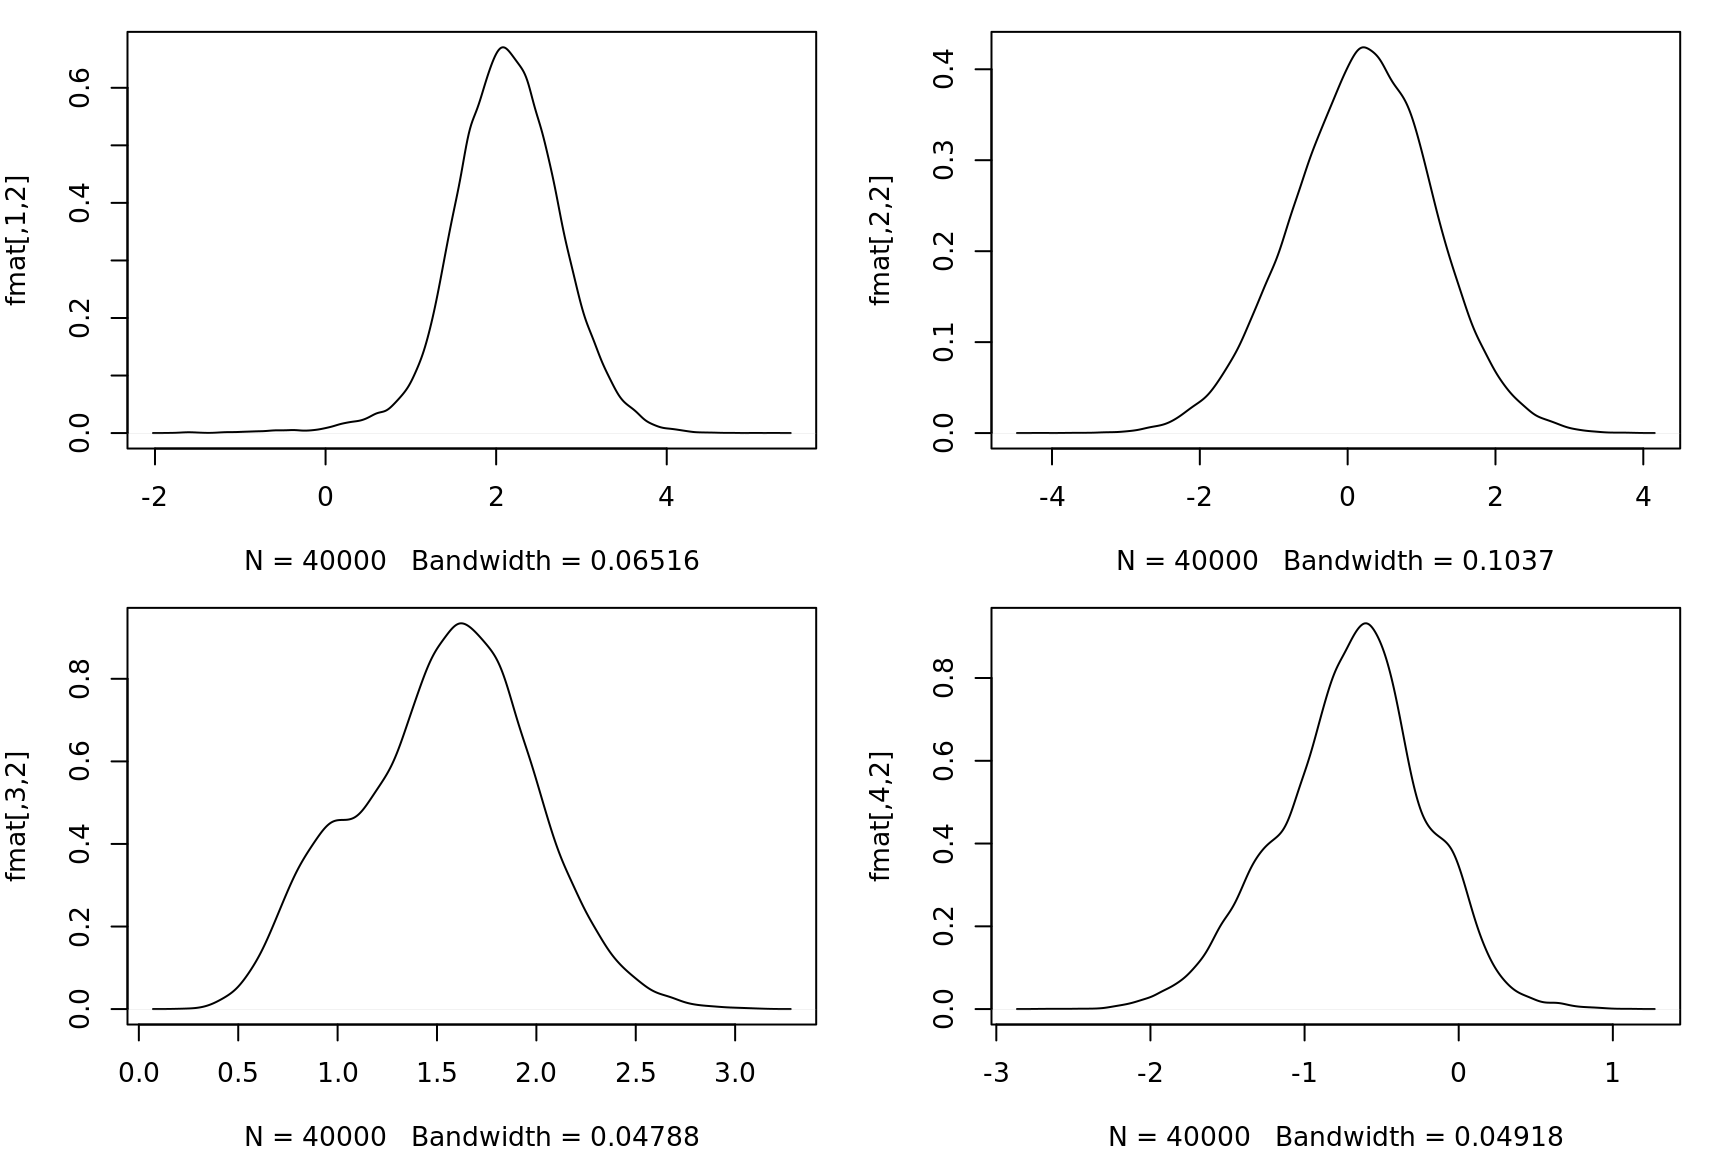 fmat[,1,2]
0.0 0.2 0.4 0.6
-2 0 2 4
N = 40000 Bandwidth = 0.06516
fmat[,2,2]
0.0 0.1 0.2 0.3 0.4
-4 -2 0 2 4
N = 40000 Bandwidth = 0.1037
fmat[,3,2]
0.0 0.2 0.4 0.6 0.8
0.0 0.5 1.0 1.5 2.0 2.5 3.0
N = 40000 Bandwidth = 0.04788
fmat[,4,2]
0.0 0.2 0.4 0.6 0.8
-3 -2 -1 0 1
N = 40000 Bandwidth = 0.04918